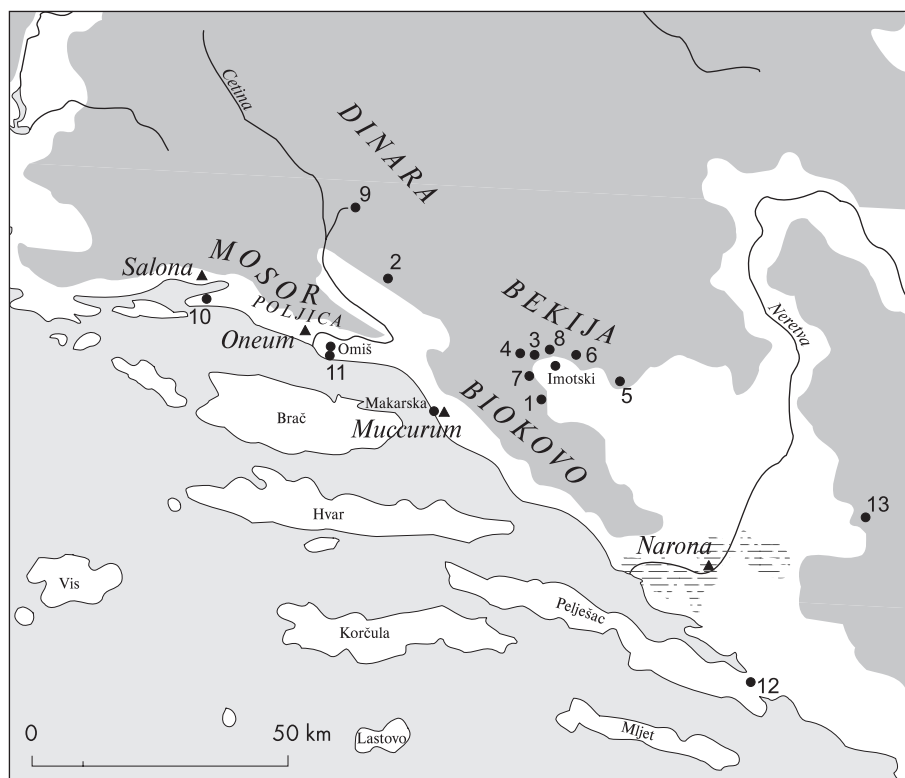 Cetina
DINARA
9
MOSOR
Salona
2
POLJICA
10
Oneum
Omiš
11
BEKIJA
4
3
8
6
Imotski
7
5
1
Neretva
BIOKOVO
Makarska
Muccurum
Brač
13
Hvar
Narona
Vis
Pelješac
Korčula
12
Mljet
Lastovo
0
50 km